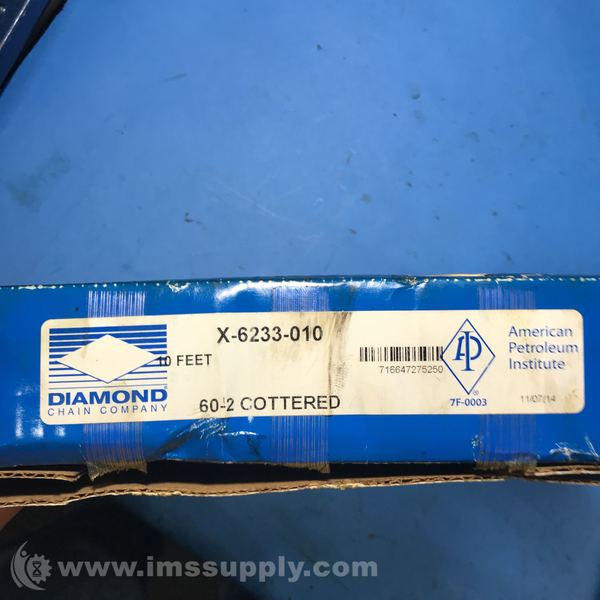 X-6233-010
10 FEET
DIAMOND
CHAIN COMPANY
60-2 COTTERED
716647275250
API
®
7F-0003
American
Petroleum
Institute
11/07/14
www.imssupply.com